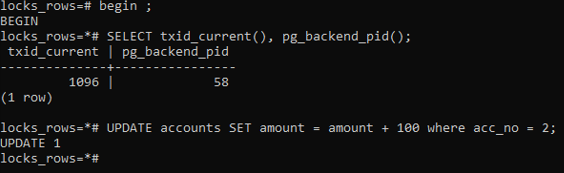 locks_rows=# begin ;
BEGIN
locks_rows=*# SELECT txid_current(), pg_backend_pid();
 txid_current | pg_backend_pid
--------------+----------------
         1096 |             58
(1 row)

locks_rows=*# UPDATE accounts SET amount = amount + 100 where acc_no = 2;
UPDATE 1
locks_rows=*#